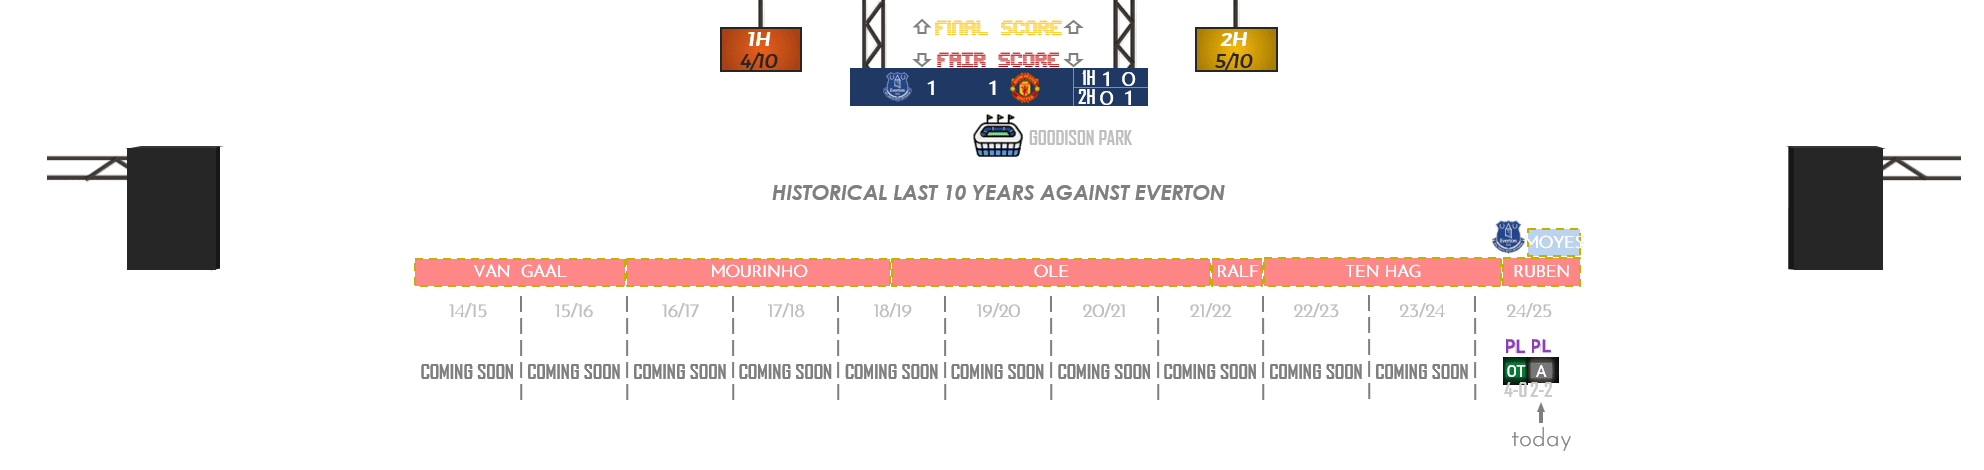 FINAL SCORE
1H
4/10
2H
5/10
FAIR SCORE
Everton 1 1 1H 1 0
2H 0 1
GOODISON PARK
HISTORICAL LAST 10 YEARS AGAINST EVERTON
Everton MOYES
VAN GAAL MOURINHO OLE RALF TEN HAG RUBEN
14/15 15/16 16/17 17/18 18/19 19/20 20/21 21/22 22/23 23/24 24/25
PL PL
COMING SOON COMING SOON COMING SOON COMING SOON COMING SOON COMING SOON COMING SOON COMING SOON COMING SOON COMING SOON OT A
4-0 2-2
today